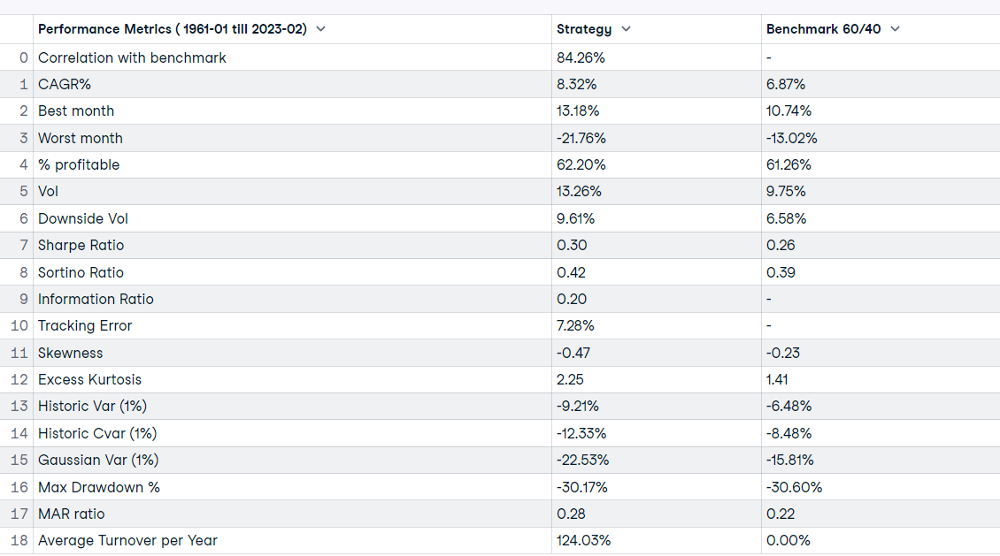 Performance Metrics ( 1961-01 till 2023-02) Strategy Benchmark 60/40
0 Correlation with benchmark 84.26% -
1 CAGR% 8.32% 6.87%
2 Best month 13.18% 10.74%
3 Worst month -21.76% -13.02%
4 % profitable 62.20% 61.26%
5 Vol 13.26% 9.75%
6 Downside Vol 9.61% 6.58%
7 Sharpe Ratio 0.30 0.26
8 Sortino Ratio 0.42 0.39
9 Information Ratio 0.20 -
10 Tracking Error 7.28% -
11 Skewness -0.47 -0.23
12 Excess Kurtosis 2.25 1.41
13 Historic Var (1%) -9.21% -6.48%
14 Historic Cvar (1%) -12.33% -8.48%
15 Gaussian Var (1%) -22.53% -15.81%
16 Max Drawdown % -30.17% -30.60%
17 MAR ratio 0.28 0.22
18 Average Turnover per Year 124.03% 0.00%